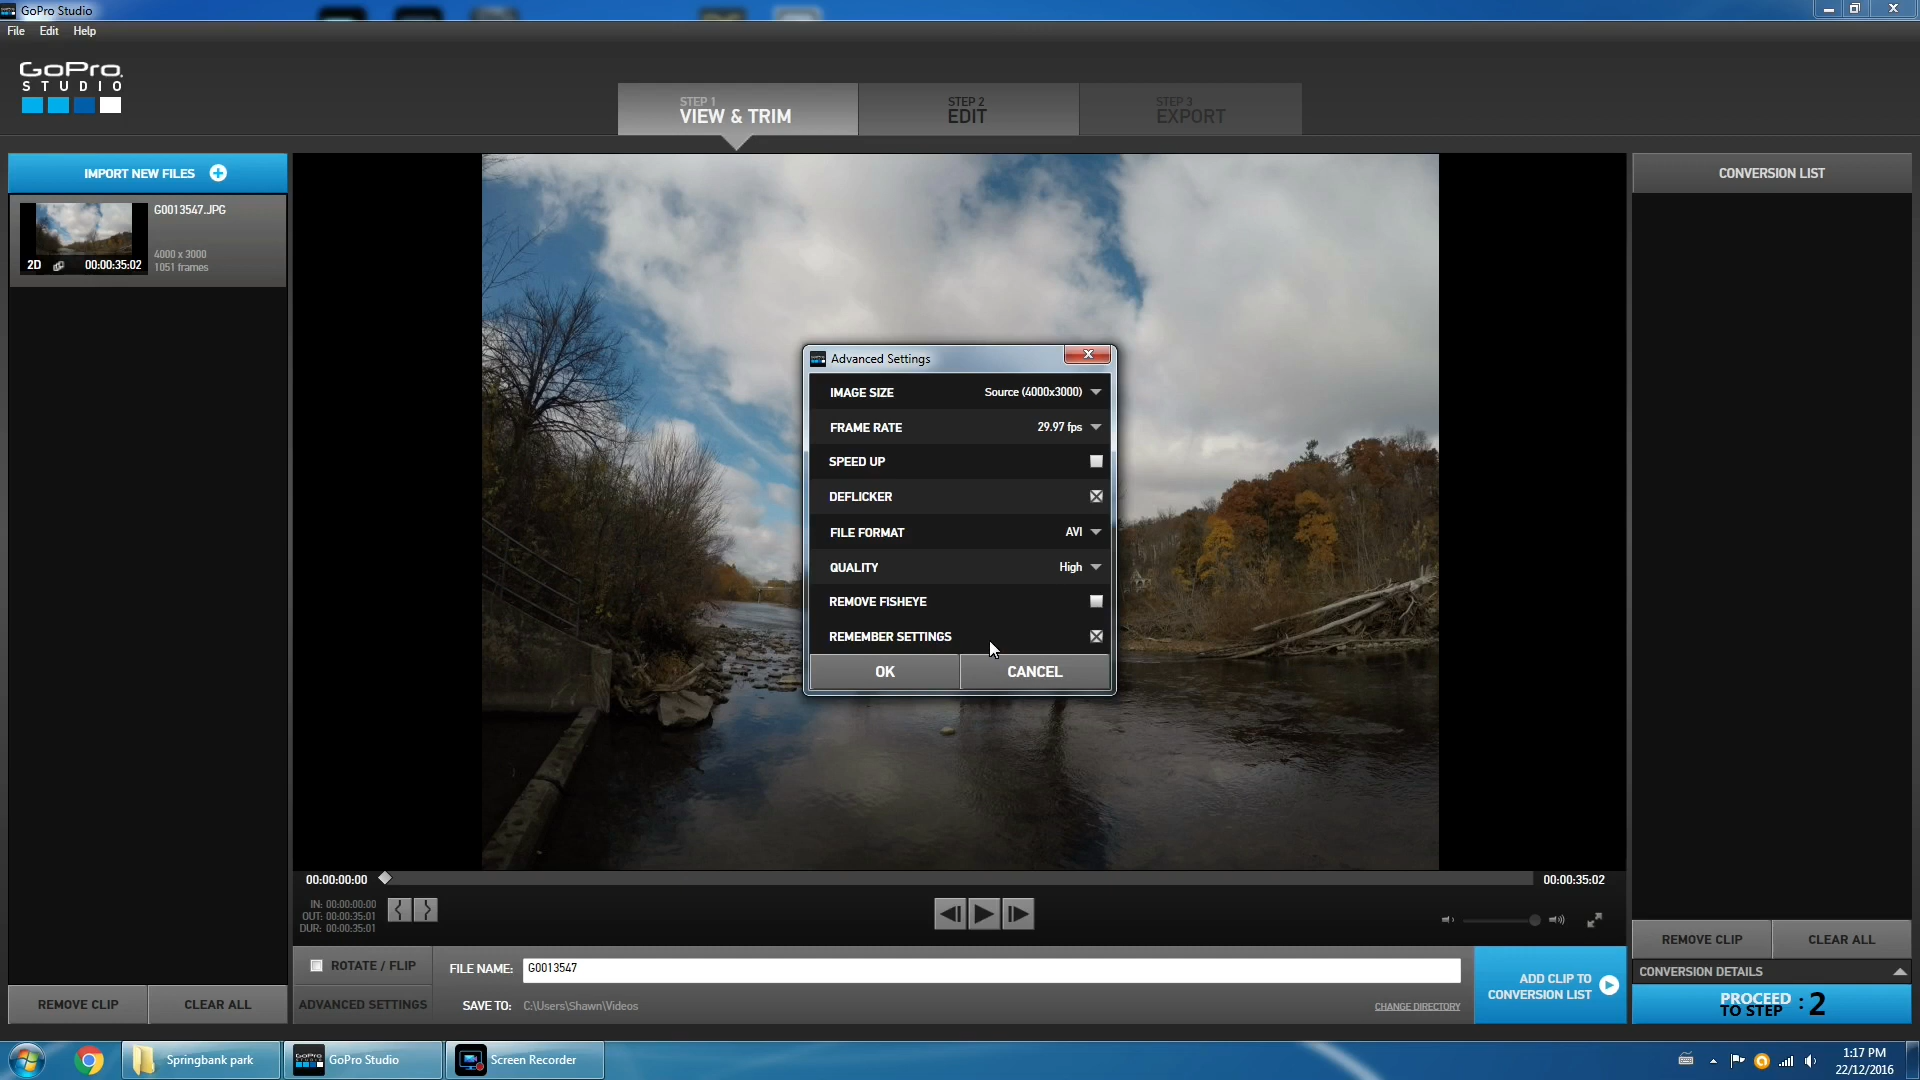 GoPro Studio
File Edit Help
GoPro
STUDIO
STEP 1
VIEW & TRIM
STEP 2
EDIT
STEP 3
EXPORT
IMPORT NEW FILES
CONVERSION LIST
G0013547.JPG
4000 x 3000
1051 frames
2D 00:00:35:02
Advanced Settings
IMAGE SIZE Source (4000x3000)
FRAME RATE 29.97 fps
SPEED UP
DEFLICKER
FILE FORMAT AVI
QUALITY High
REMOVE FISHEYE
REMEMBER SETTINGS
OK CANCEL
00:00:00:00 00:00:35:02
IN: 00:00:00:00
OUT: 00:00:35:01
DUR: 00:00:35:01
ROTATE / FLIP
ADVANCED SETTINGS
FILE NAME: G0013547
SAVE TO: C:\Users\Shawn\Videos
CHANGE DIRECTORY
ADD CLIP TO
CONVERSION LIST
REMOVE CLIP CLEAR ALL
REMOVE CLIP CLEAR ALL
CONVERSION DETAILS
PROCEED
TO STEP : 2
Springbank park
GoPro
GoPro Studio
Screen Recorder
1:17 PM
22/12/2016